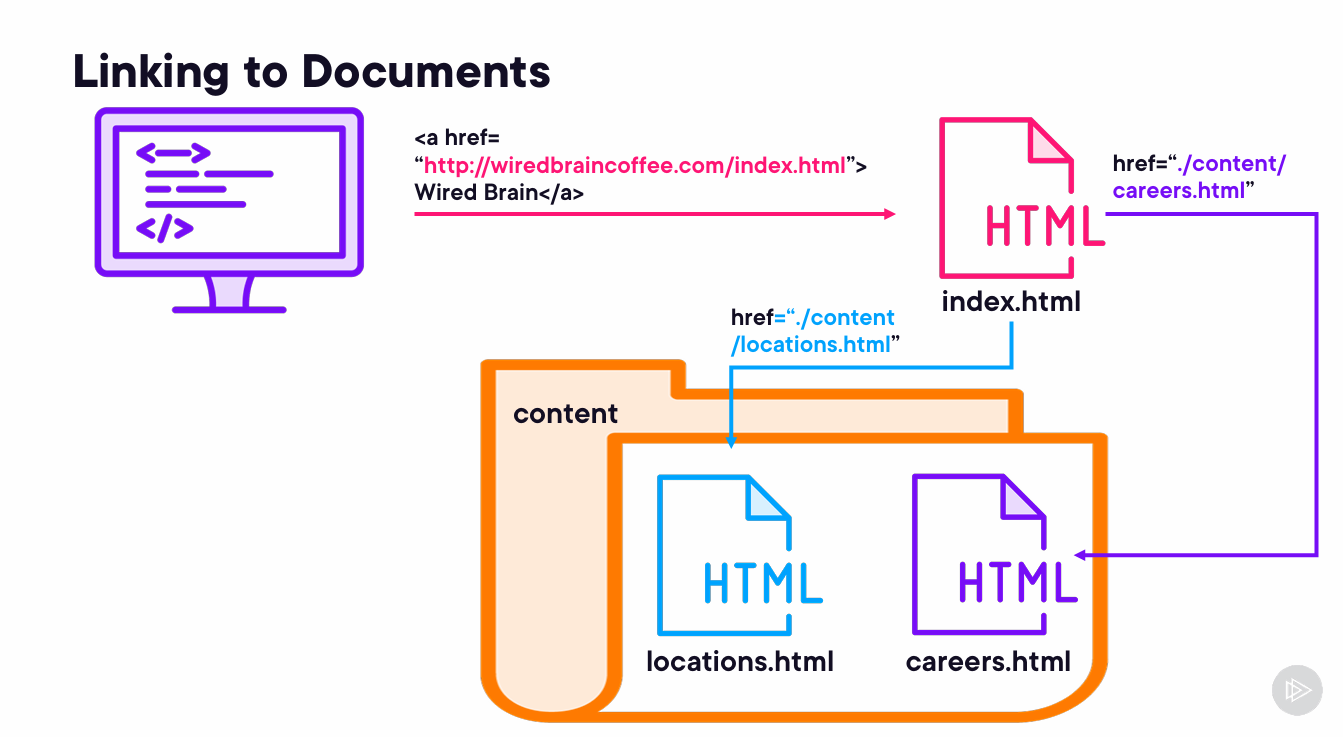 Linking to Documents
<a href=
“http://wiredbraincoffee.com/index.html”>
Wired Brain</a>
href=“./content/
careers.html”
HTML
index.html
href=“./content
/locations.html”
content
HTML
HTML
locations.html
careers.html